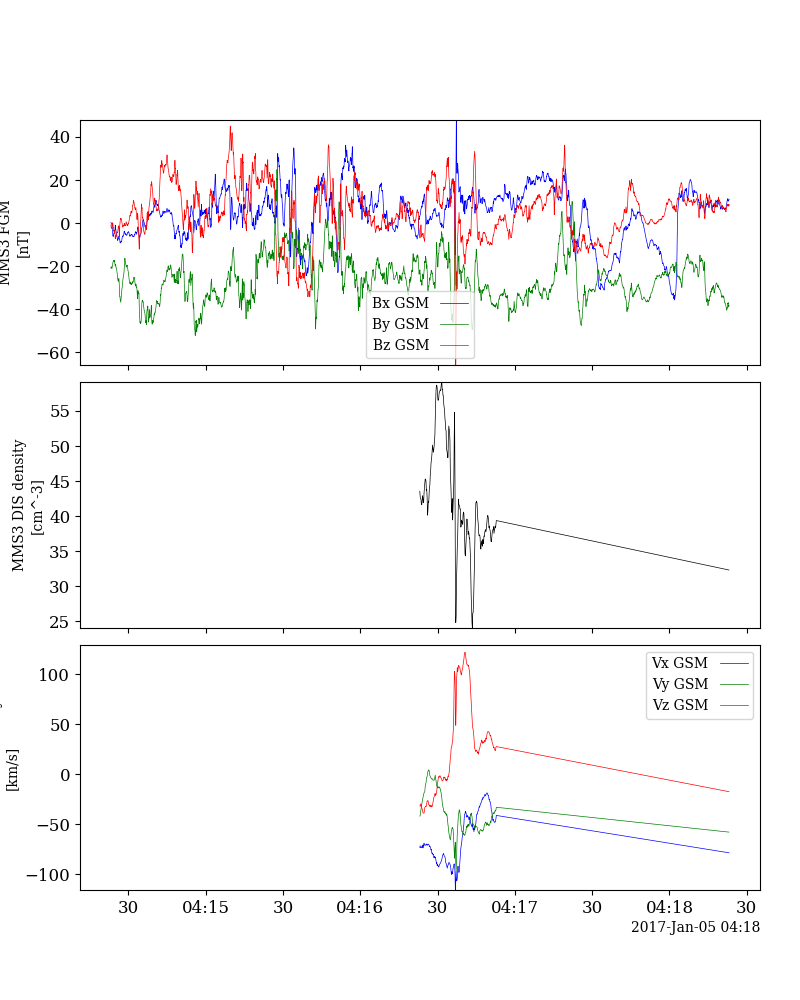 40
20
0
−20
−40
−60
MMS3 FGM
[nT]
Bx GSM
By GSM
Bz GSM
55
50
45
40
35
30
25
MMS3 DIS density
[cm^-3]
100
50
0
−50
−100
[km/s]
Vx GSM
Vy GSM
Vz GSM
30
04:15
30
04:16
30
04:17
30
04:18
30
2017-Jan-05 04:18